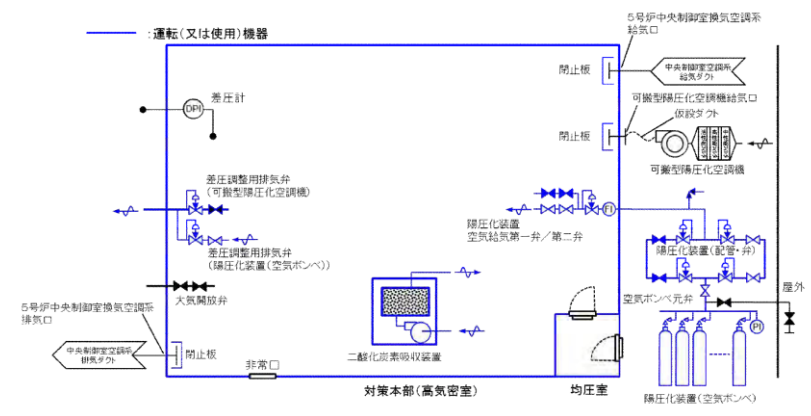 :運転(又は使用)機器
5号炉中央制御室換気空調系
給気口
閉止板
中央制御室空調系
給気ダクト
差圧計
DPI
可搬型陽圧化空調機給気口
仮設ダクト
閉止板
可搬型陽圧化空調機
差圧調整用排気弁
(可搬型陽圧化空調機)
FI
陽圧化装置
空気給気第一弁/第二弁
差圧調整用排気弁
(陽圧化装置(空気ボンベ))
陽圧化装置(配管・弁)
大気開放弁
屋外
空気ボンベ元弁
5号炉中央制御室換気空調系
排気口
PI
中央制御室空調系
排気ダクト
閉止板
二酸化炭素吸収装置
非常口
対策本部(高気密室)
均圧室
陽圧化装置(空気ボンベ)